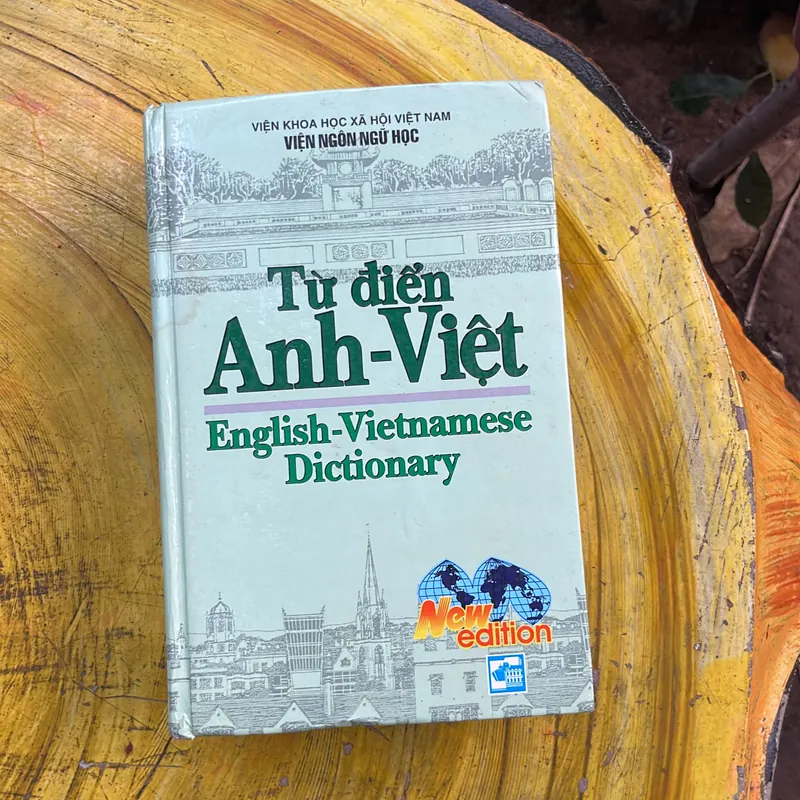 VIỆN KHOA HỌC XÃ HỘI VIỆT NAM
VIỆN NGÔN NGỮ HỌC
Từ điển
Anh-Việt
English-Vietnamese
Dictionary
New
edition